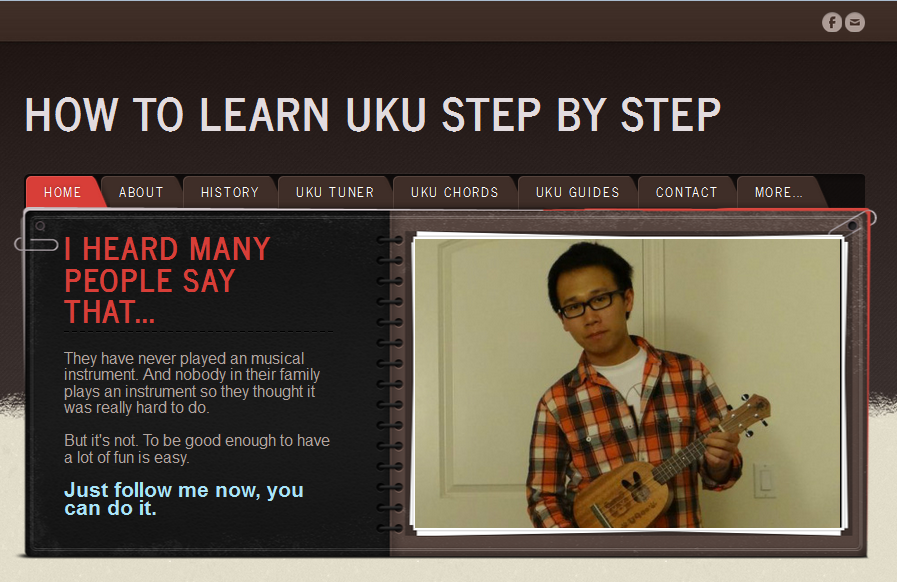 HOW TO LEARN UKU STEP BY STEP
HOME ABOUT HISTORY UKU TUNER UKU CHORDS UKU GUIDES CONTACT MORE...
I HEARD MANY
PEOPLE SAY
THAT...
They have never played an musical
instrument. And nobody in their family
plays an instrument so they thought it
was really hard to do.
But it's not. To be good enough to have
a lot of fun is easy.
Just follow me now, you
can do it.